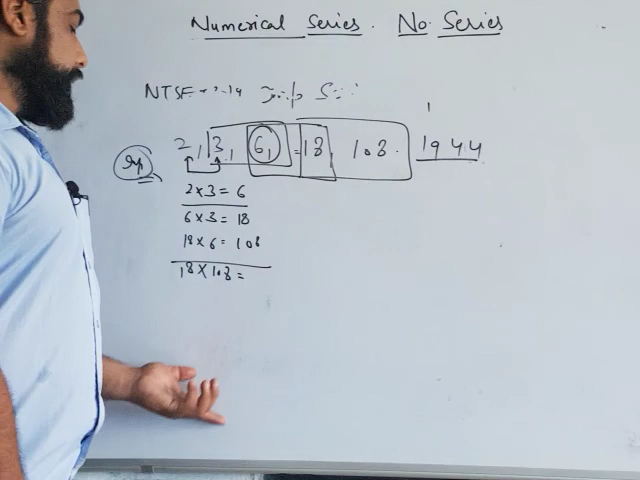 Numerical Series. No. Series
NTSE
2, 3, 6, 18, 108. 1944
2×3 = 6
6×3 = 18
18×6 = 108
18×108 =